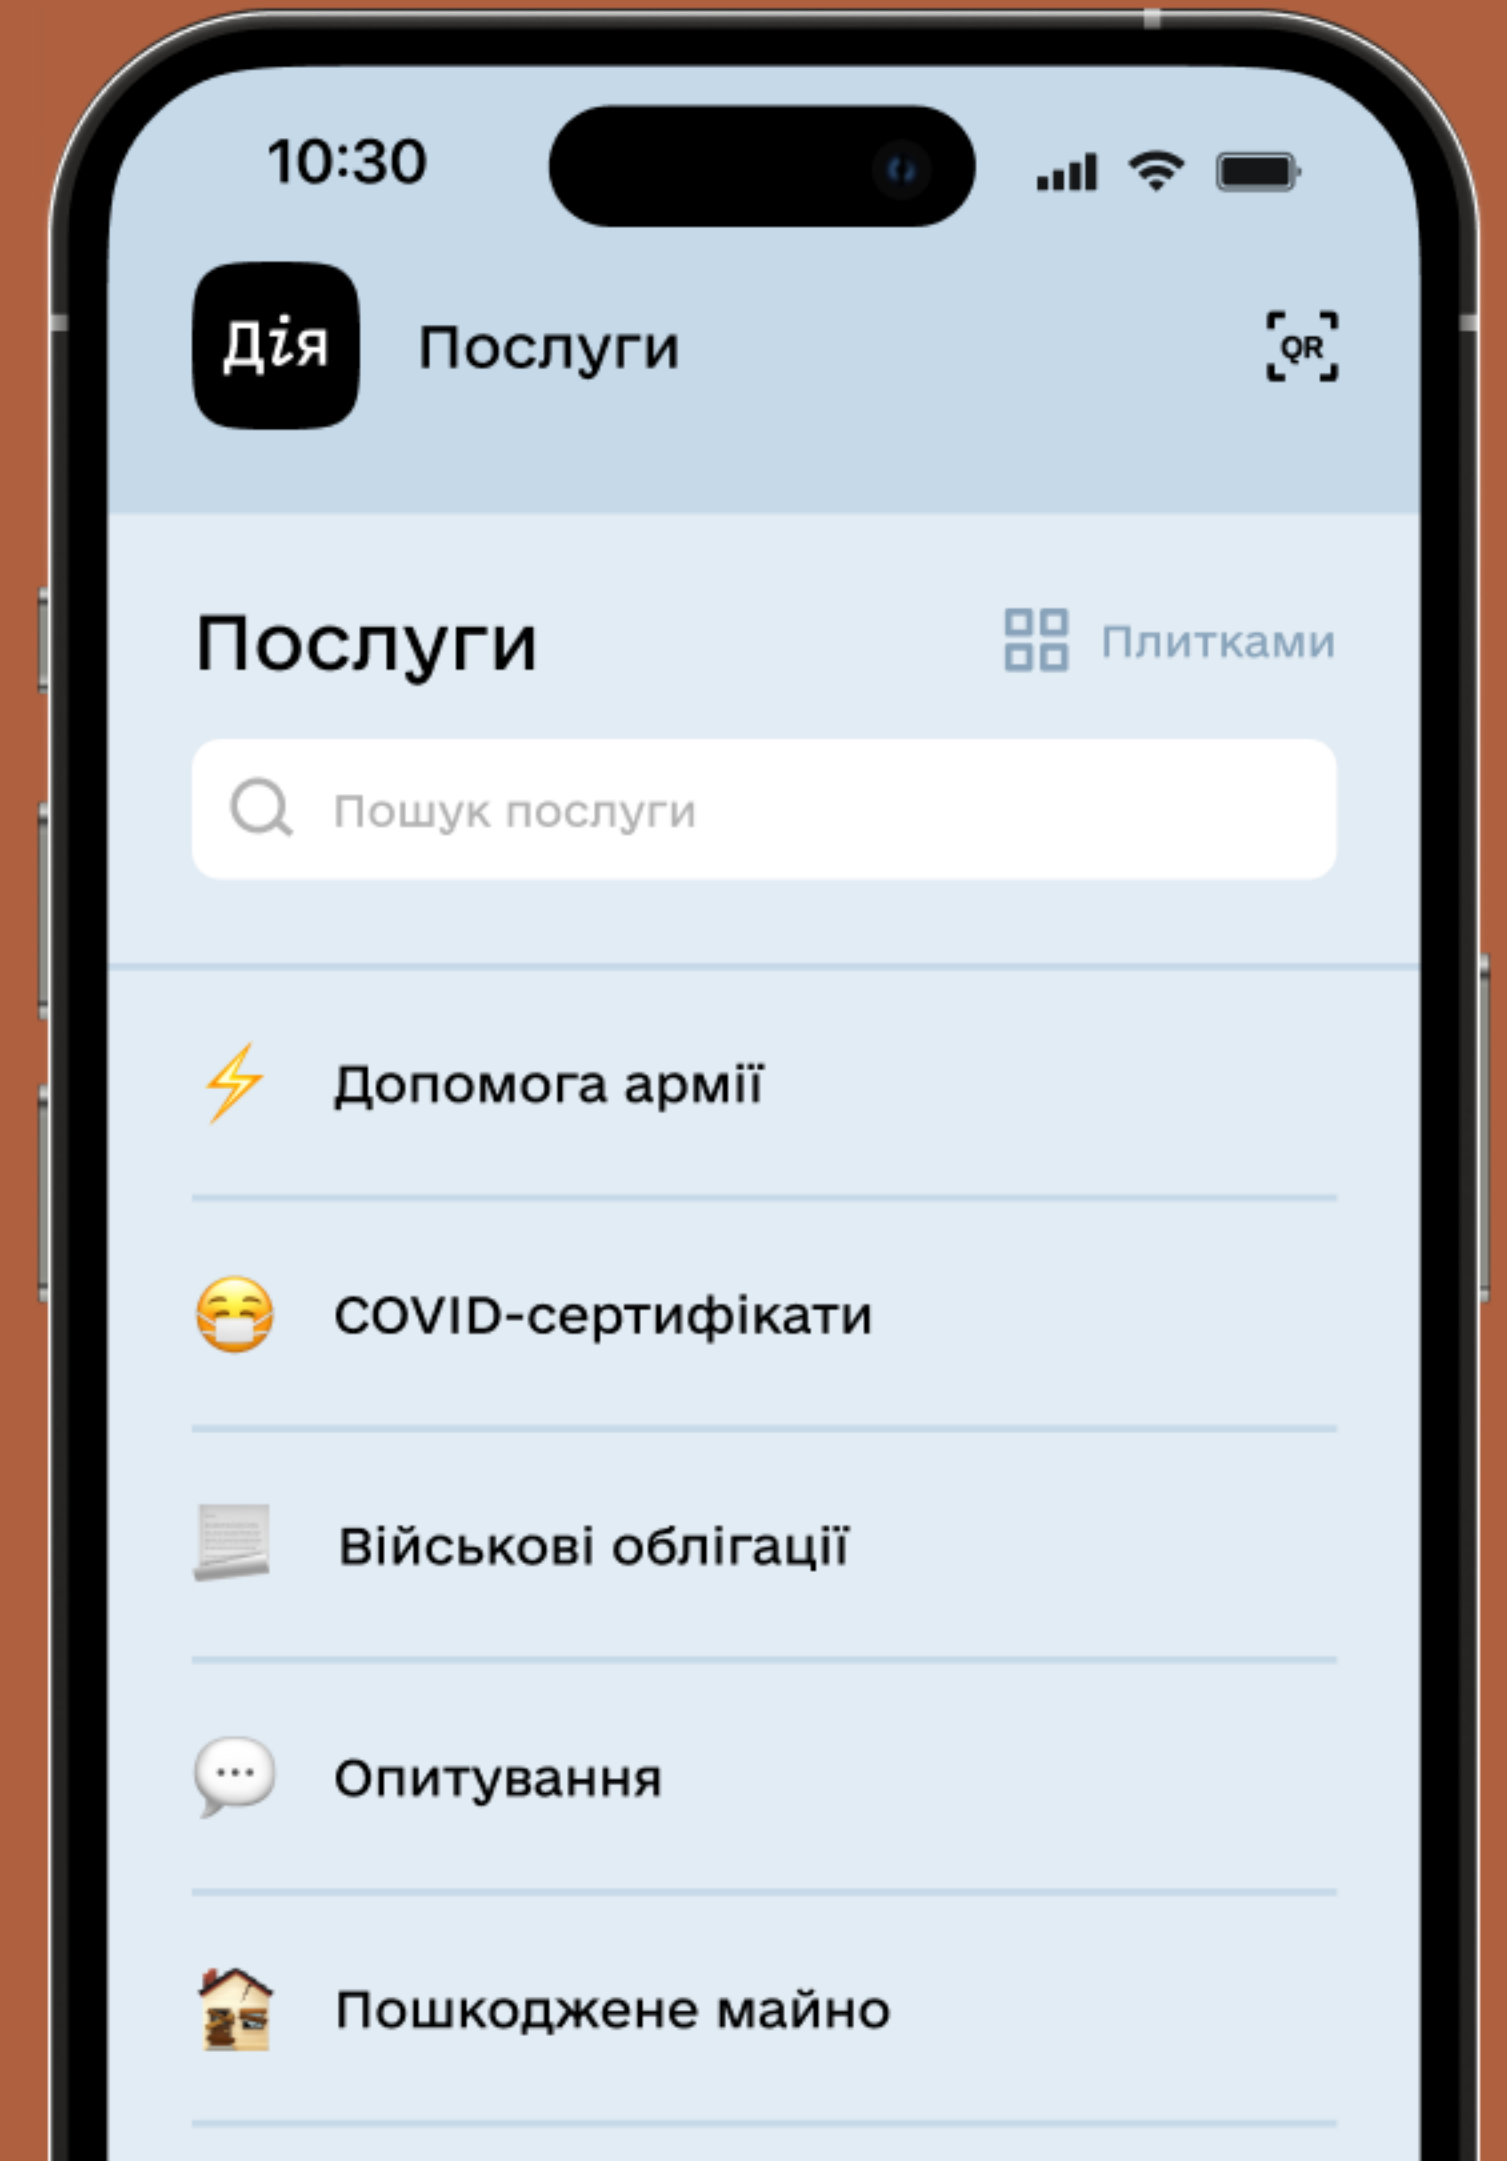 10:30
Дія
Послуги
QR
Послуги
Плитками
Пошук послуги
Допомога армії
COVID-сертифікати
Військові облігації
Опитування
Пошкоджене майно